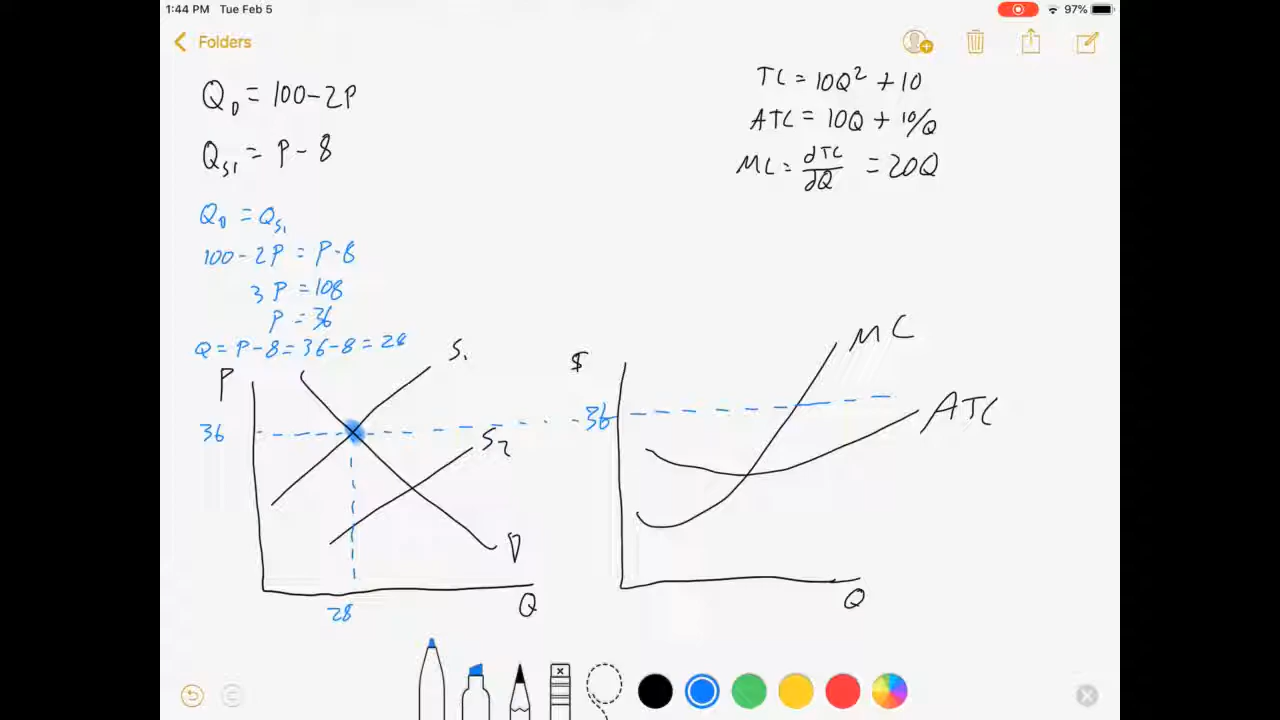 1:44 PM Tue Feb 5
97%
Folders
Q_D = 100 - 2P
Q_S1 = P - 8
Q_D = Q_S1
100 - 2P = P - 8
3P = 108
P = 36
Q = P - 8 = 36 - 8 = 28
TC = 10Q² + 10
ATC = 10Q + 10/Q
MC = dTC/dQ = 20Q
P
S1
36
S2
D
28
Q
$
MC
36
ATC
Q